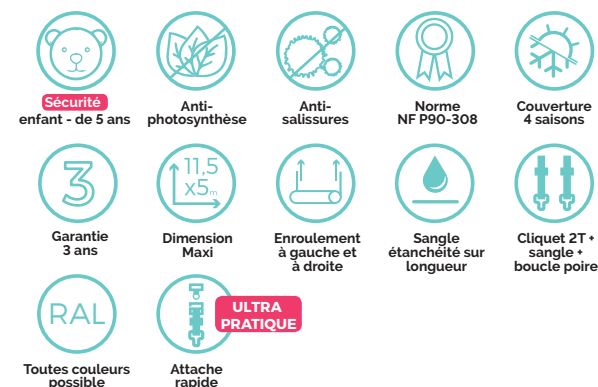 Sécurité
enfant - de 5 ans
Anti-
photosynthèse
Anti-
salissures
Norme
NF P90-308
Couverture
4 saisons
3
Garantie
3 ans
11,5
x5m
Dimension
Maxi
Enroulement
à gauche et
à droite
Sangle
étanchéité sur
longueur
Cliquet 2T +
sangle +
boucle poire
RAL
Toutes couleurs
possible
ULTRA
PRATIQUE
Attache
rapide